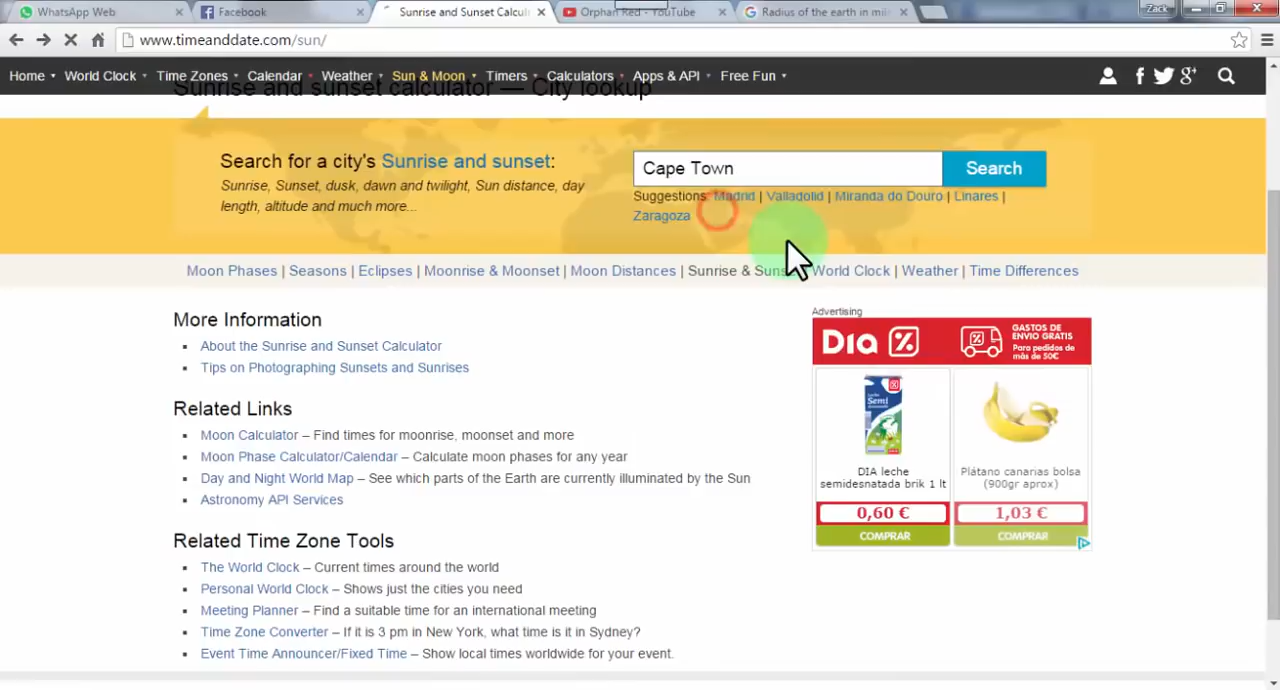 WhatsApp Web
Facebook
Sunrise and Sunset Calcul
Orphan Red - YouTube
Radius of the earth in mil
Zack
www.timeanddate.com/sun/
Home World Clock Time Zones Calendar Weather Sun & Moon Timers Calculators Apps & API Free Fun
Sunrise and sunset calculator — City lookup
Search for a city's Sunrise and sunset:
Sunrise, Sunset, dusk, dawn and twilight, Sun distance, day
length, altitude and much more...
Cape Town
Search
Suggestions: Madrid | Valladolid | Miranda do Douro | Linares |
Zaragoza
Moon Phases | Seasons | Eclipses | Moonrise & Moonset | Moon Distances | Sunrise & Suns World Clock | Weather | Time Differences
More Information
About the Sunrise and Sunset Calculator
Tips on Photographing Sunsets and Sunrises
Related Links
Moon Calculator – Find times for moonrise, moonset and more
Moon Phase Calculator/Calendar – Calculate moon phases for any year
Day and Night World Map – See which parts of the Earth are currently illuminated by the Sun
Astronomy API Services
Related Time Zone Tools
The World Clock – Current times around the world
Personal World Clock – Shows just the cities you need
Meeting Planner – Find a suitable time for an international meeting
Time Zone Converter – If it is 3 pm in New York, what time is it in Sydney?
Event Time Announcer/Fixed Time – Show local times worldwide for your event.
Advertising
Dia %
GASTOS DE
ENVIO GRATIS
Para pedidos de
más de 50€
DIA leche
semidesnatada brik 1 lt
0,60 €
COMPRAR
Plátano canarias bolsa
(900gr aprox)
1,03 €
COMPRAR